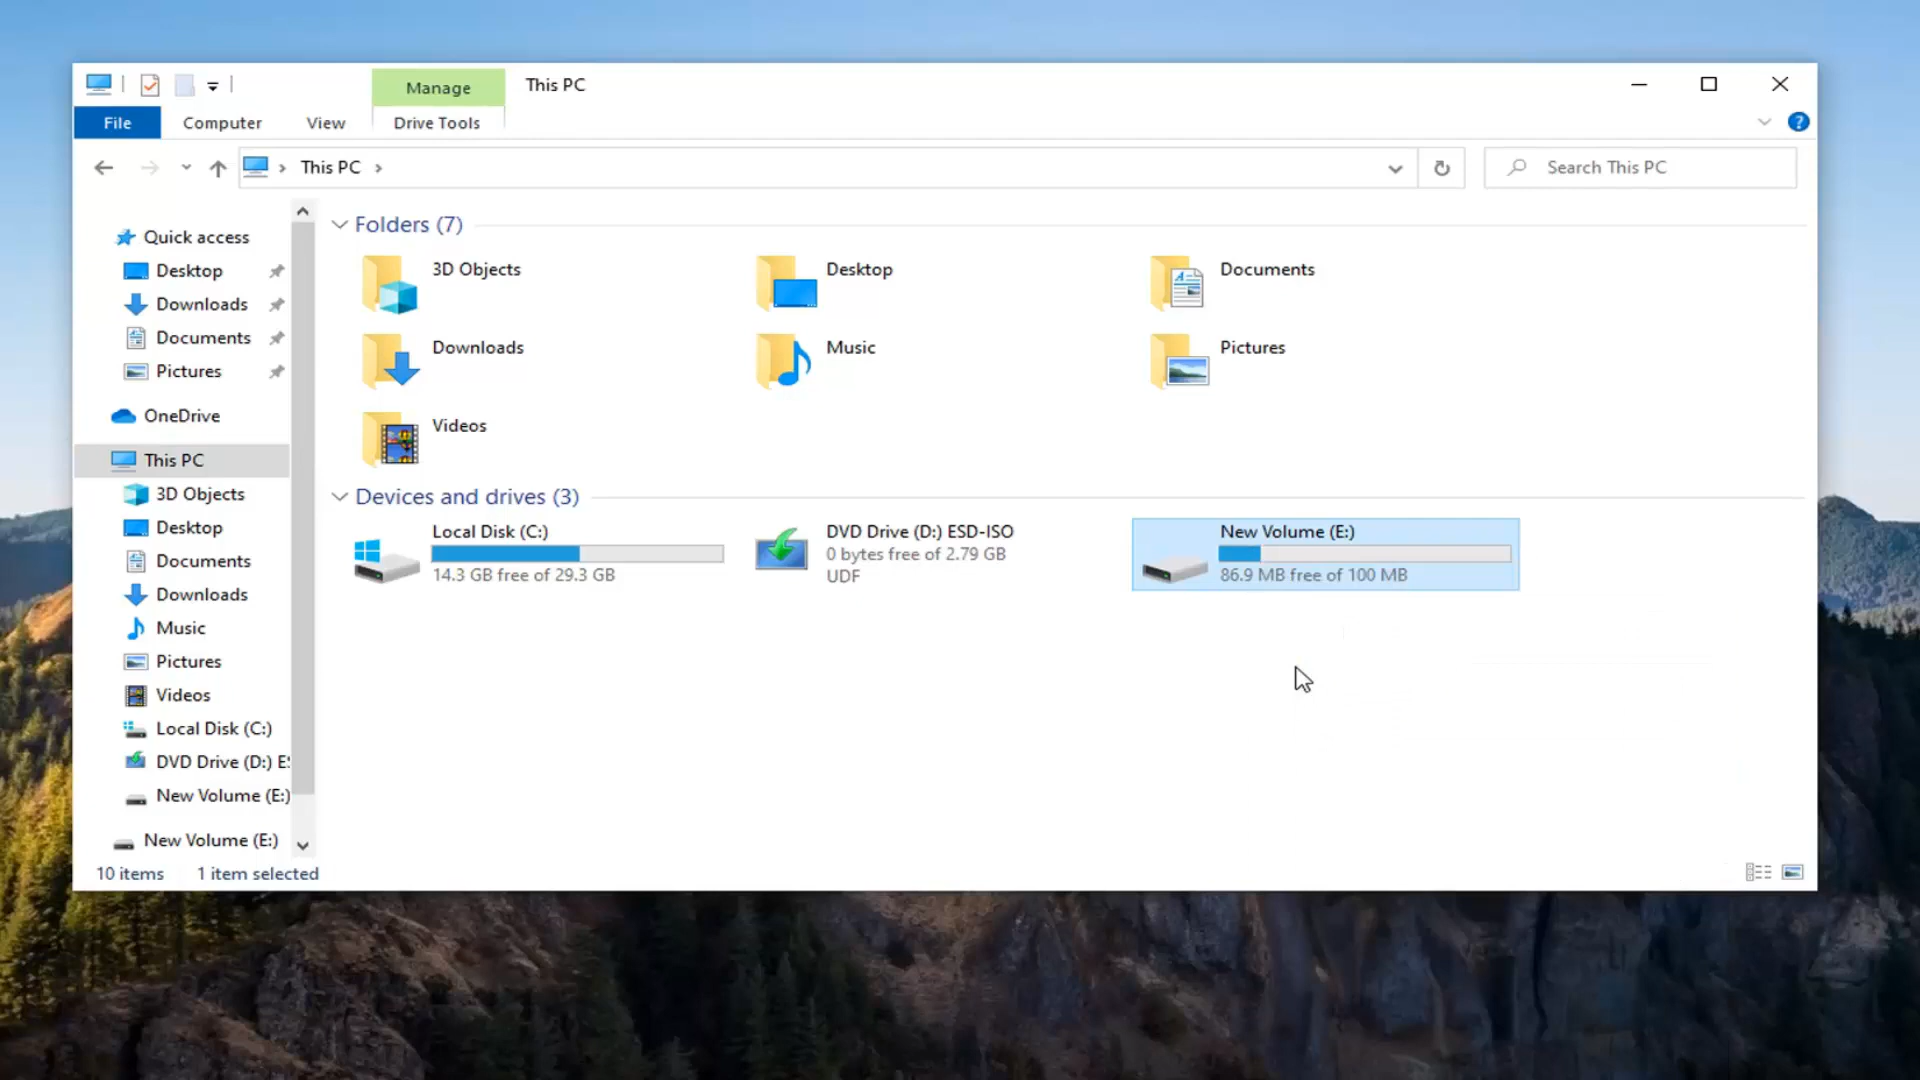 Manage
This PC
File
Computer
View
Drive Tools
?
This PC
Search This PC
Quick access
Desktop
Downloads
Documents
Pictures
OneDrive
This PC
3D Objects
Desktop
Documents
Downloads
Music
Pictures
Videos
Local Disk (C:)
DVD Drive (D:) E
New Volume (E:)
New Volume (E:)
Folders (7)
3D Objects
Desktop
Documents
Downloads
Music
Pictures
Videos
Devices and drives (3)
Local Disk (C:)
14.3 GB free of 29.3 GB
DVD Drive (D:) ESD-ISO
0 bytes free of 2.79 GB
UDF
New Volume (E:)
86.9 MB free of 100 MB
10 items
1 item selected